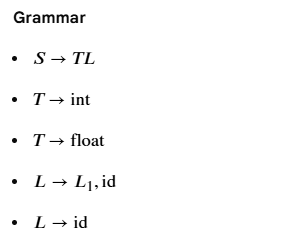 Grammar
• S → TL
• T → int
• T → float
• L → L₁, id
• L → id